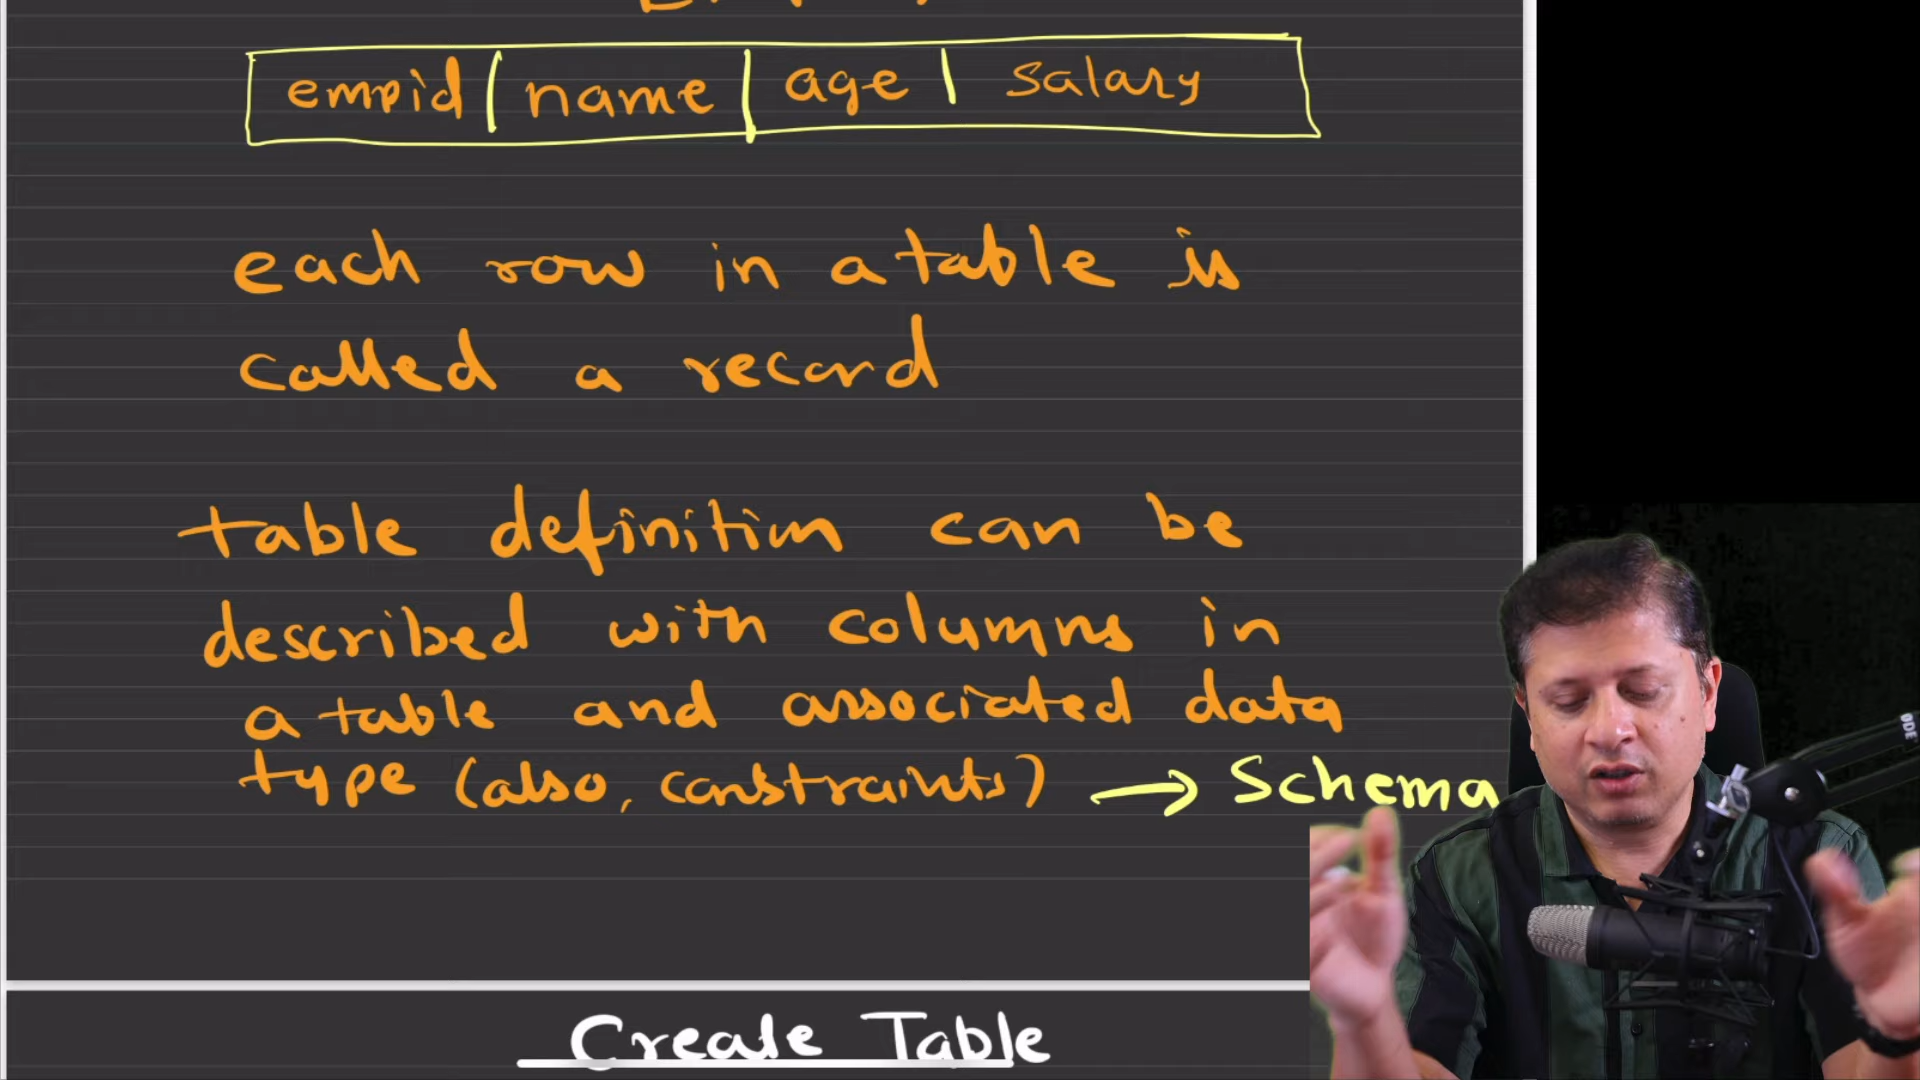 empid | name | age | salary
each row in a table is
called a record
table definition can be
described with columns in
a table and associated data
type (also, constraints) → Schema
Create Table